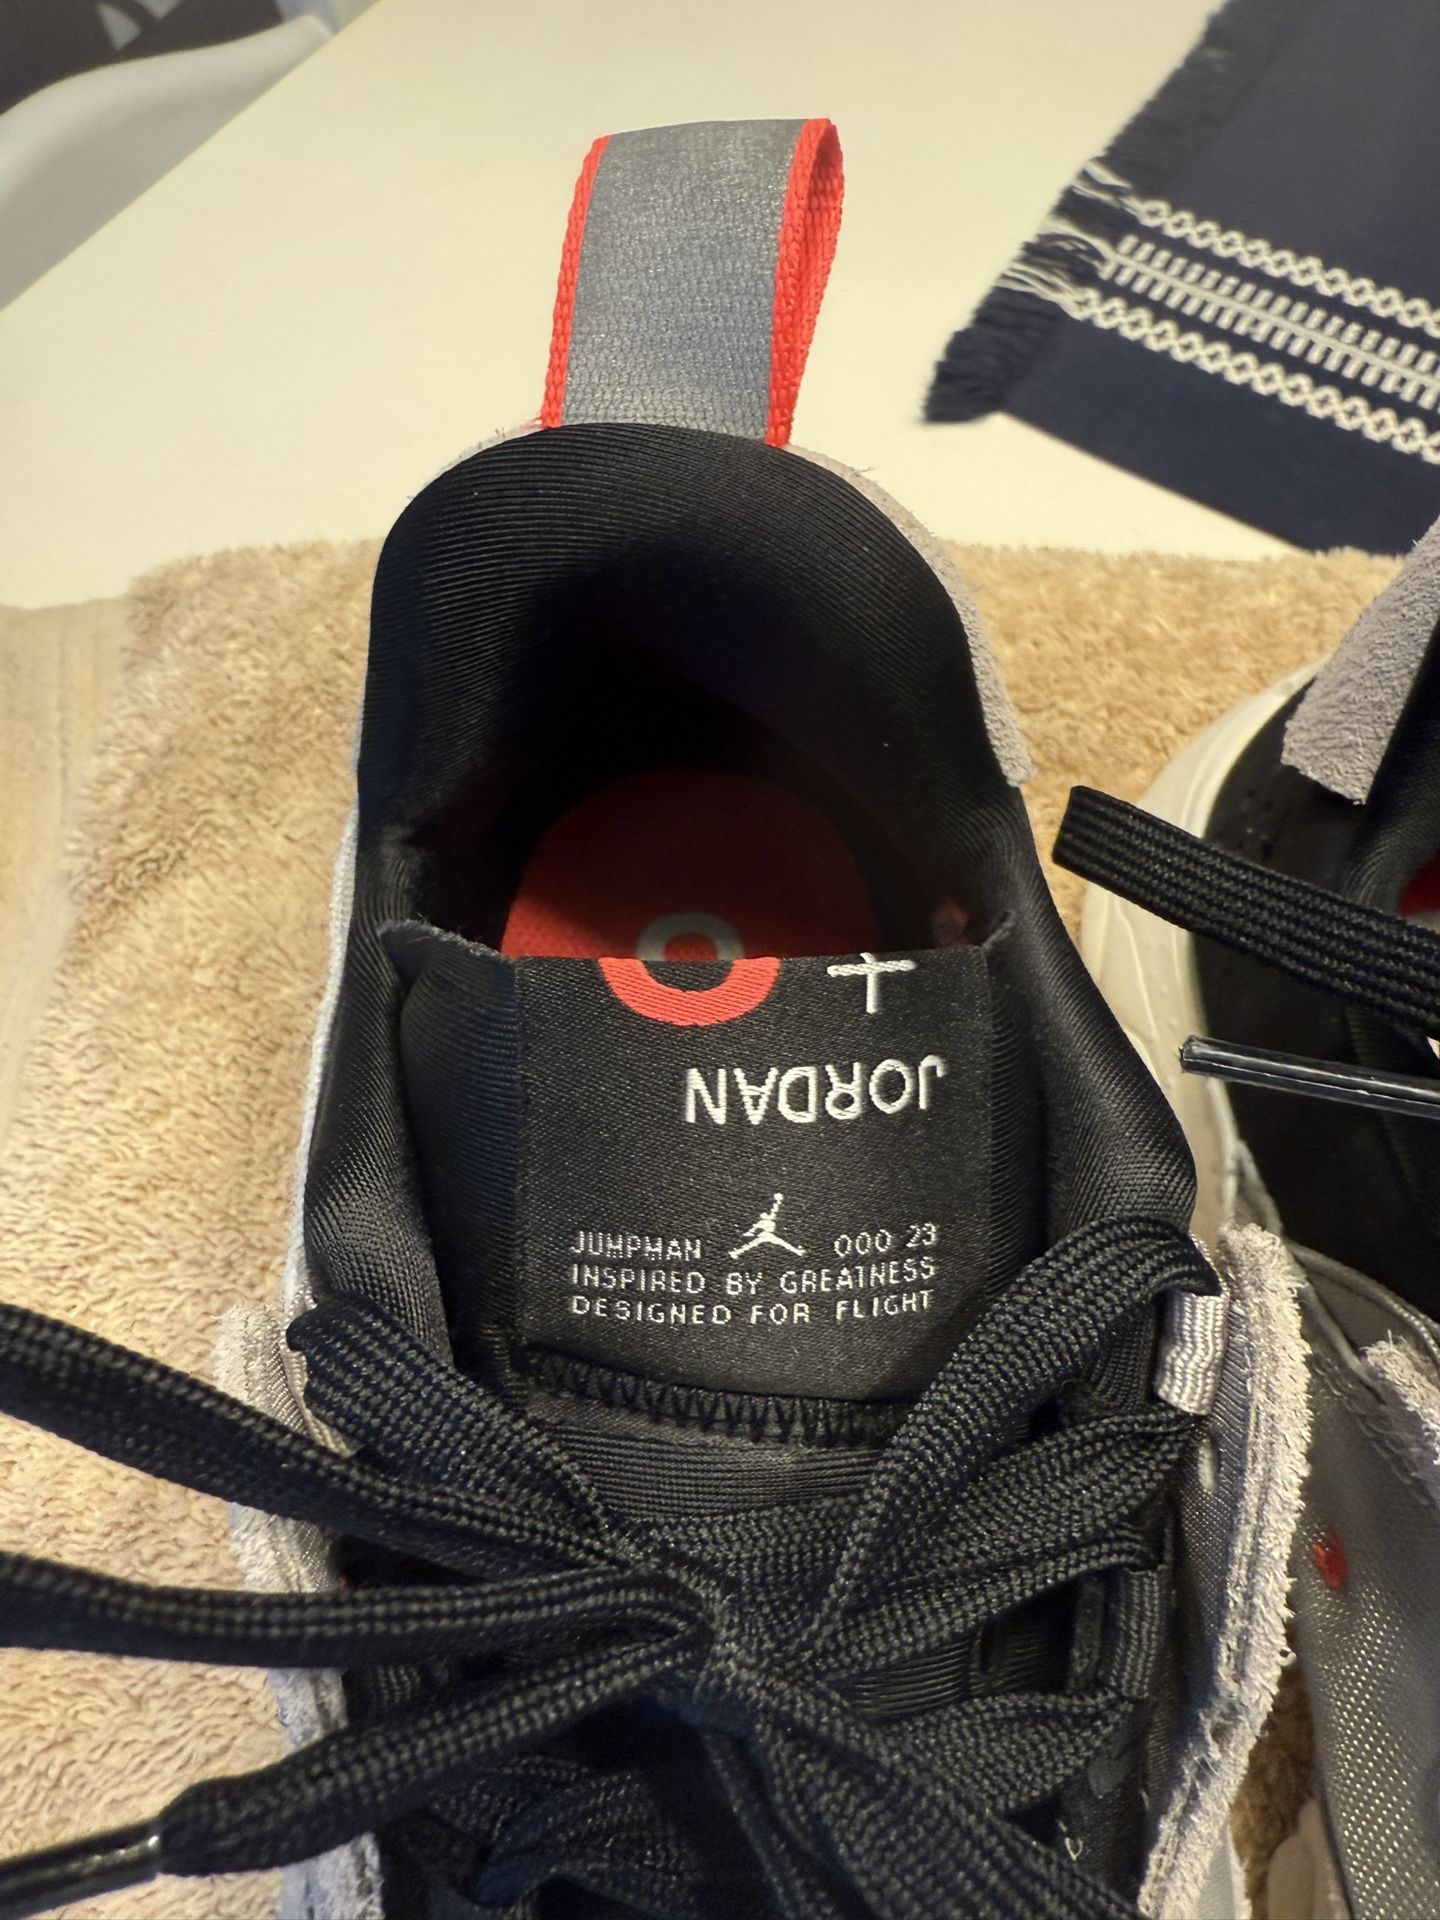 +
JORDAN
JUMPMAN 000 23
INSPIRED BY GREATNESS
DESIGNED FOR FLIGHT